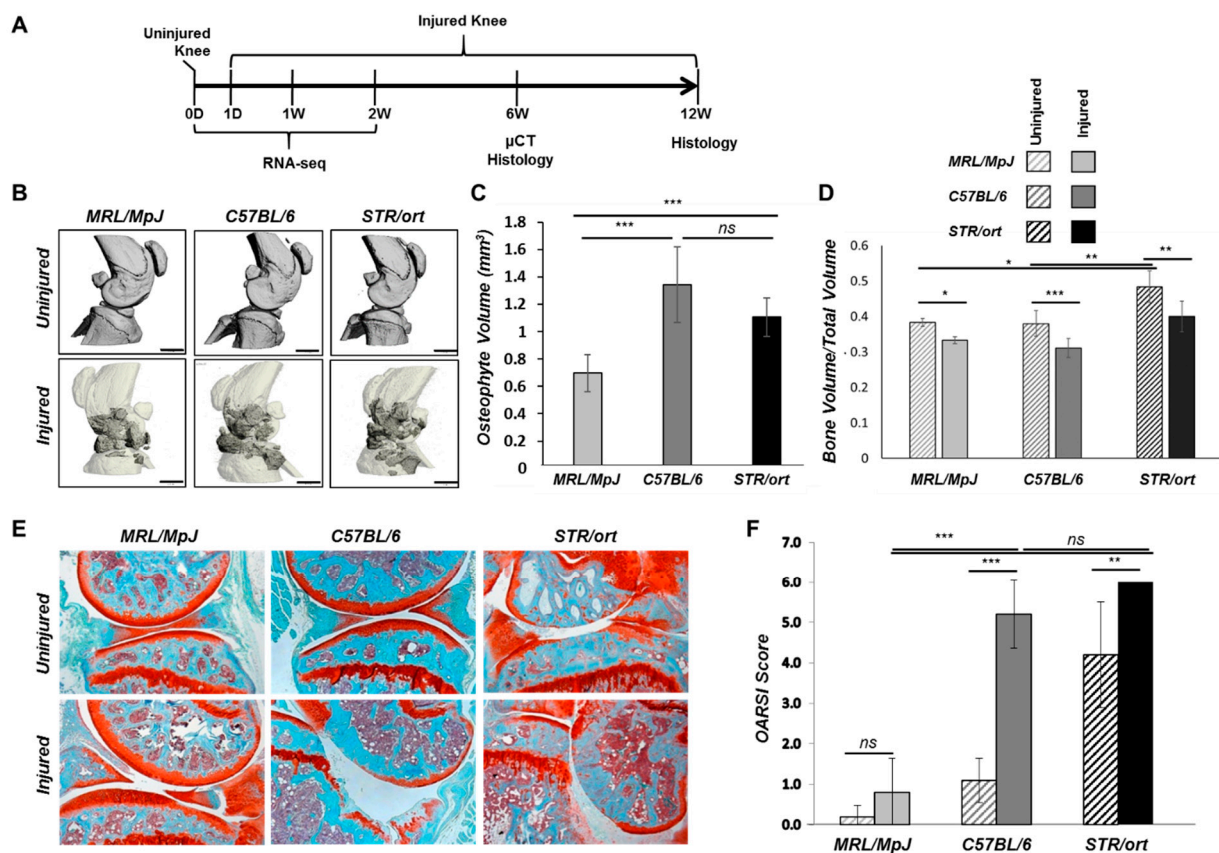 A
Uninjured
Knee
Injured Knee
0D 1D 1W 2W 6W 12W
RNA-seq
µCT
Histology
Histology
Uninjured
Injured
MRL/MpJ
C57BL/6
STR/ort
B
MRL/MpJ C57BL/6 STR/ort
Uninjured
Injured
C
Osteophyte Volume (mm³)
1.8
1.6
1.4
1.2
1
0.8
0.6
0.4
0.2
0
***
***
ns
MRL/MpJ C57BL/6 STR/ort
D
Bone Volume/Total Volume
0.6
0.5
0.4
0.3
0.2
0.1
0
*
**
**
*
***
MRL/MpJ C57BL/6 STR/ort
E
MRL/MpJ C57BL/6 STR/ort
Uninjured
Injured
F
OARSI Score
7.0
6.0
5.0
4.0
3.0
2.0
1.0
0.0
***
ns
***
**
ns
MRL/MpJ C57BL/6 STR/ort